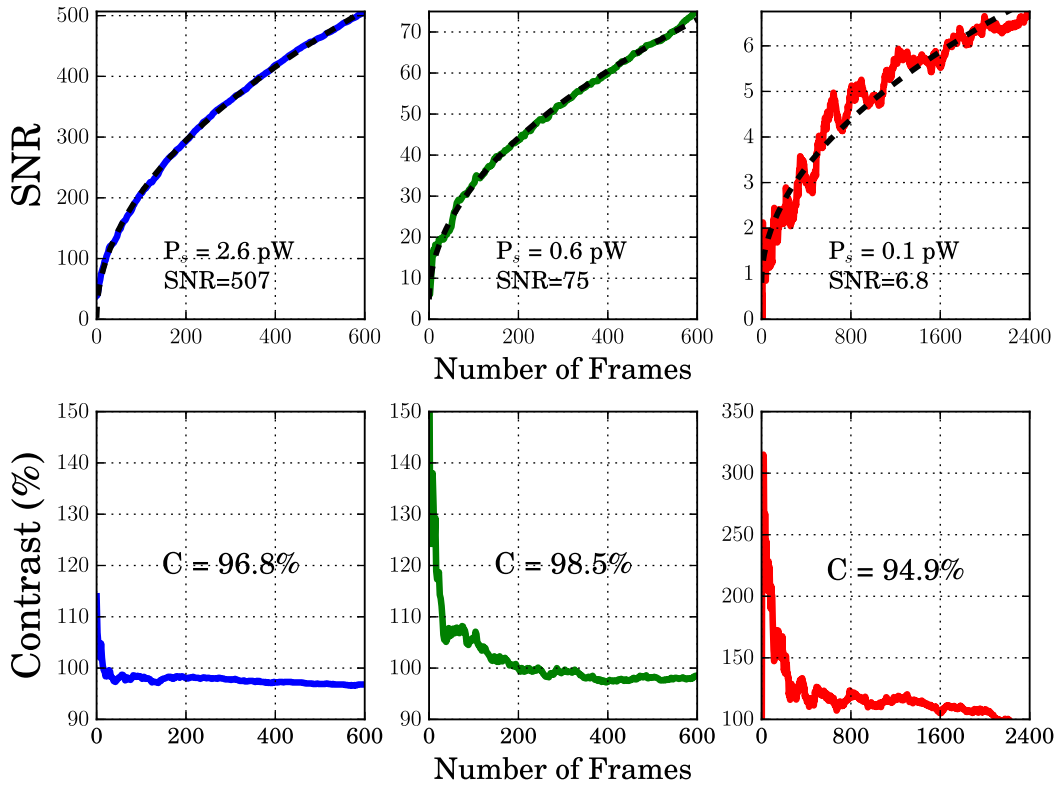 SNR
500
400
300
200
100
0
0 200 400 600
P_s = 2.6 pW
SNR=507
70
60
50
40
30
20
10
0
0 200 400 600
P_s = 0.6 pW
SNR=75
6
5
4
3
2
1
0
0 800 1600 2400
P_s = 0.1 pW
SNR=6.8
Number of Frames
Contrast (%)
150
140
130
120
110
100
90
0 200 400 600
C = 96.8%
150
140
130
120
110
100
90
0 200 400 600
C = 98.5%
350
300
250
200
150
100
0 800 1600 2400
C = 94.9%
Number of Frames